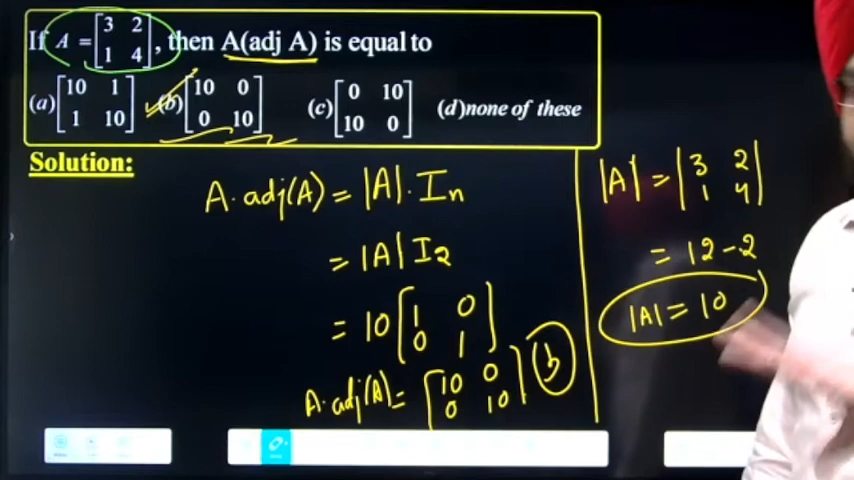 If A = [3 2; 1 4], then A(adj A) is equal to
(a) [10 1; 1 10] (b) [10 0; 0 10] (c) [0 10; 10 0] (d) none of these
Solution:
A·adj(A) = |A|·Iₙ
= |A| I₂
= 10 [1 0; 0 1]
A·adj(A) = [10 0; 0 10] (b)
|A| = |3 2; 1 4|
= 12 - 2
|A| = 10